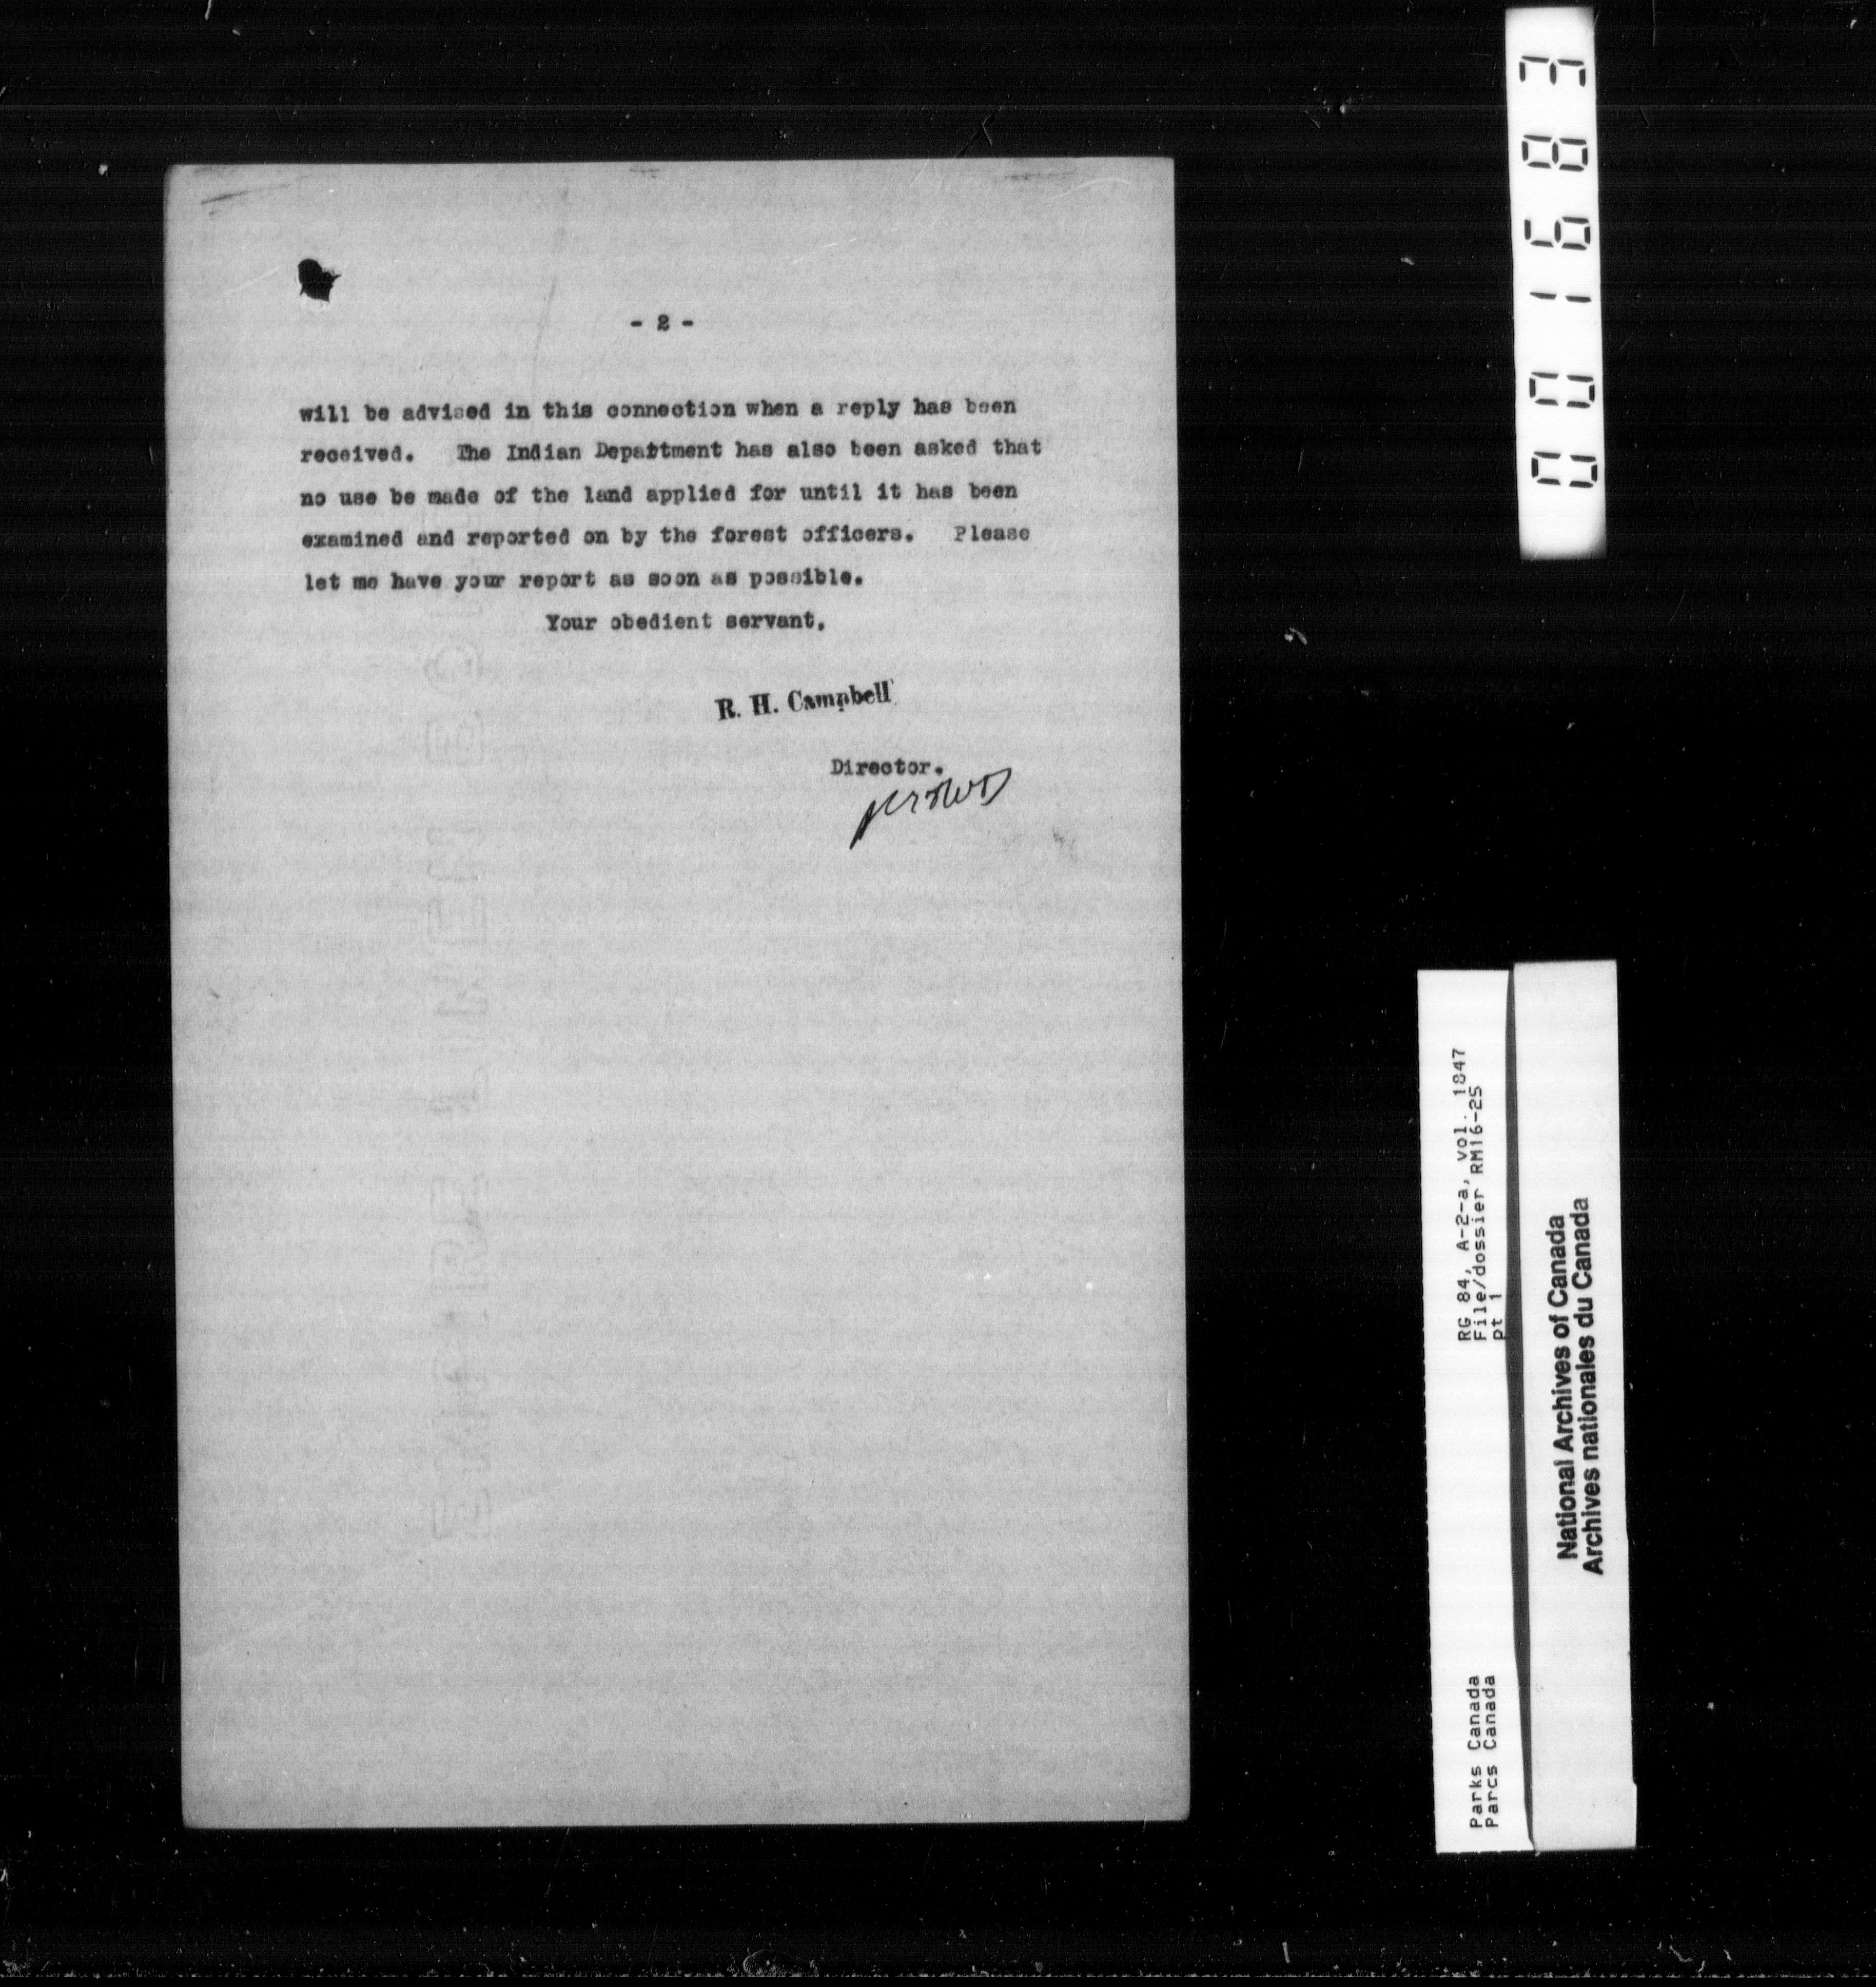 - 2 -
will be advised in this connection when a reply has been
received. The Indian Department has also been asked that
no use be made of the land applied for until it has been
examined and reported on by the forest officers. Please
let me have your report as soon as possible.
Your obedient servant,
R. H. Campbell
Director.
001683
RG 84, A-2-a, vol. 1847
File/dossier RM16-25
pt 1
Parks Canada
Parcs Canada
National Archives of Canada
Archives nationales du Canada